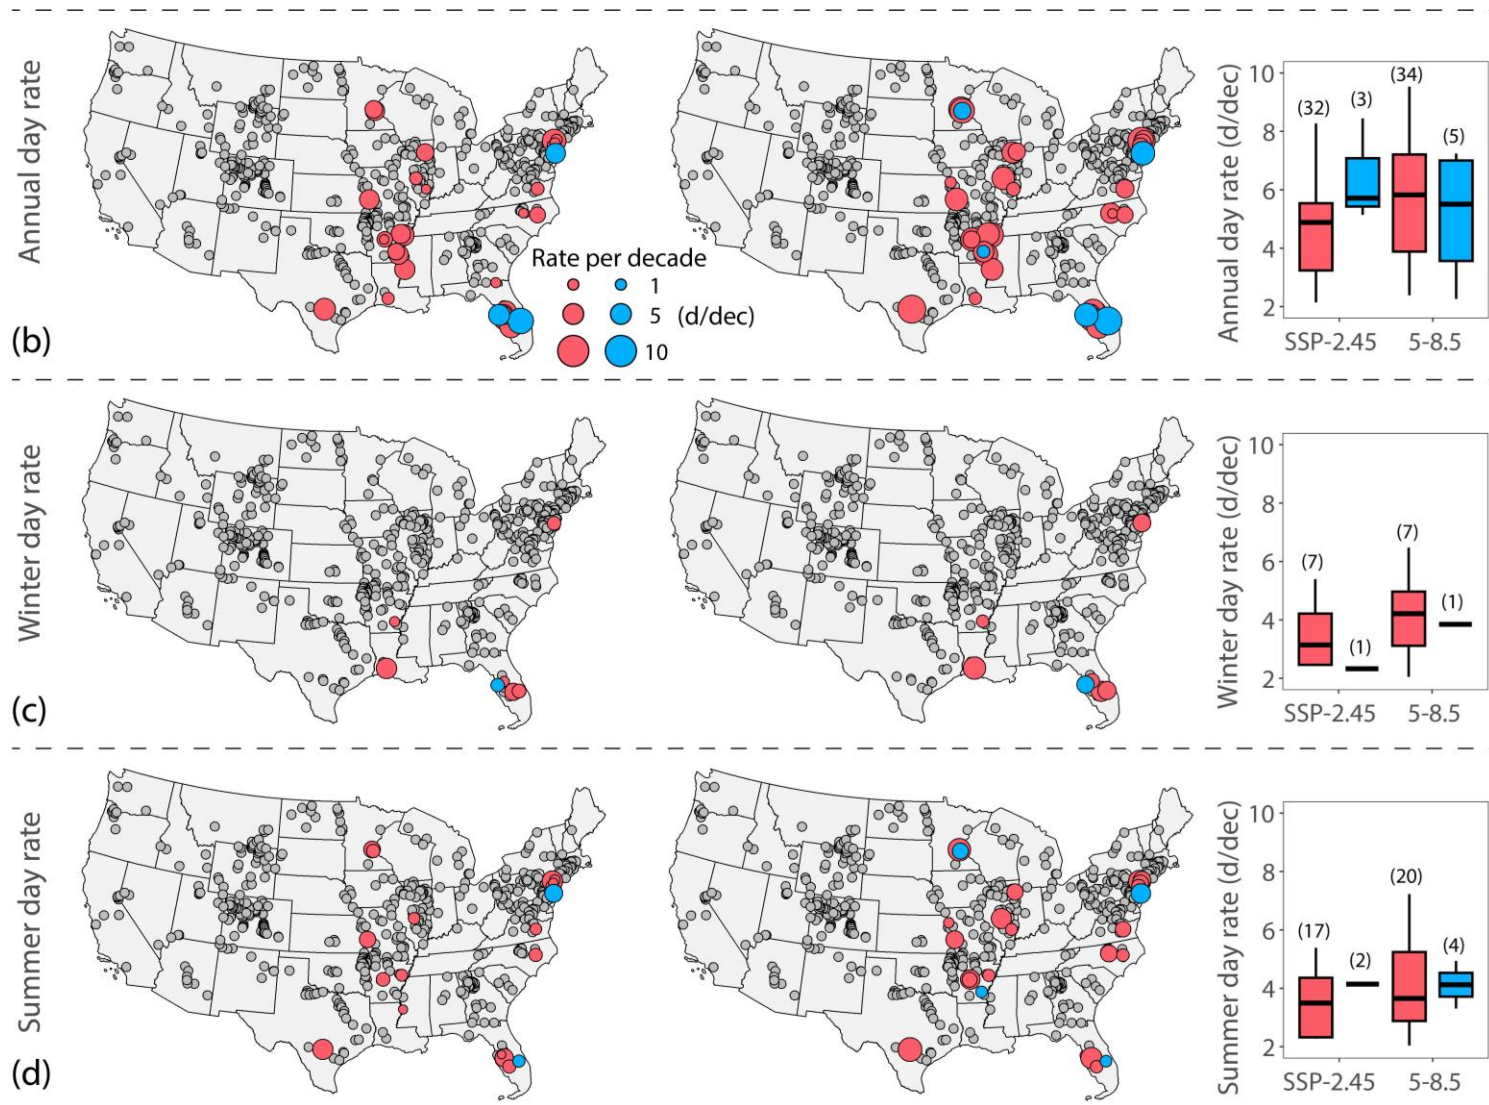 Annual day rate
(b)
Rate per decade
1
5 (d/dec)
10
Annual day rate (d/dec)
10
8
6
4
2
(32)
(3)
(34)
(5)
SSP-2.45
5-8.5
Winter day rate
(c)
Winter day rate (d/dec)
10
8
6
4
2
(7)
(1)
(7)
(1)
SSP-2.45
5-8.5
Summer day rate
(d)
Summer day rate (d/dec)
10
8
6
4
2
(17)
(2)
(20)
(4)
SSP-2.45
5-8.5